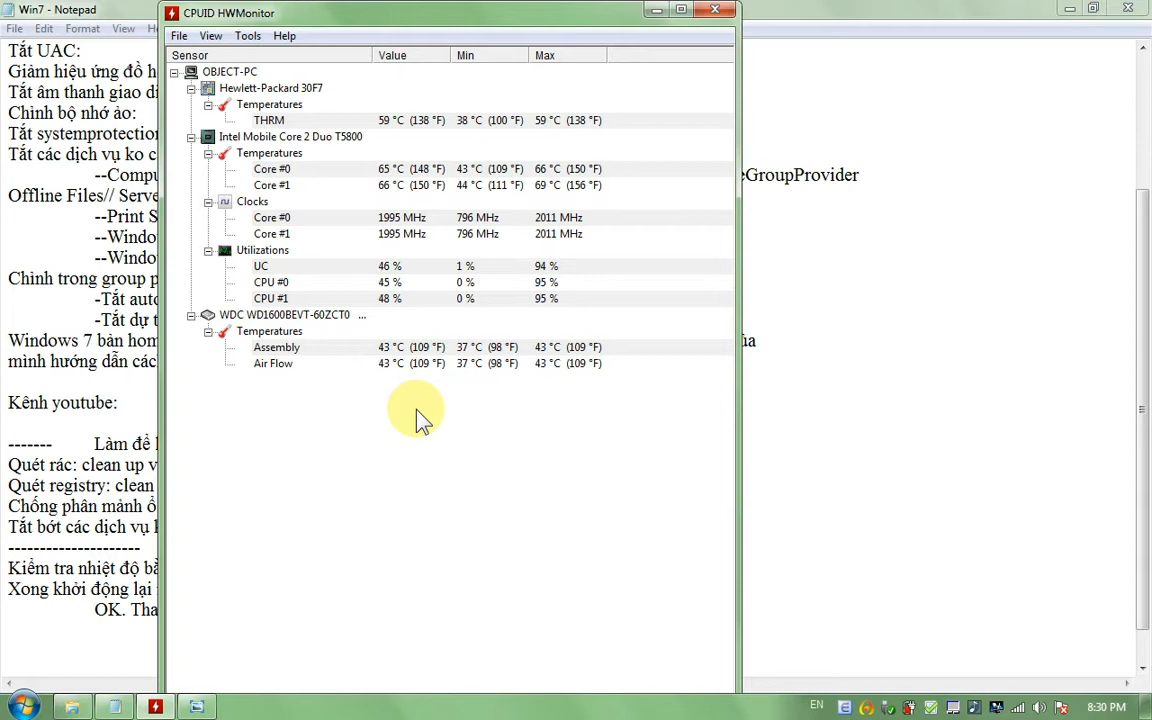 Win7 - Notepad
File Edit Format View H
Tắt UAC:
Giảm hiệu ứng đồ h
Tắt âm thanh giao di
Chỉnh bộ nhớ ảo:
Tắt systemprotection
Tắt các dịch vụ ko c
--Compu
eGroupProvider
Offline Files// Serve
--Print S
--Windo
--Windo
Chỉnh trong group p
-Tắt auto
-Tắt dự t
Windows 7 bản hom
ủa
mình hướng dẫn các
Kênh youtube:
------- Làm để l
Quét rác: clean up v
Quét registry: clean
Chống phân mảnh ổ
Tắt bớt các dịch vụ k
---------------------
Kiểm tra nhiệt độ bằ
Xong khởi động lại
OK. Tha
CPUID HWMonitor
File View Tools Help
Sensor Value Min Max
OBJECT-PC
Hewlett-Packard 30F7
Temperatures
THRM 59 °C (138 °F) 38 °C (100 °F) 59 °C (138 °F)
Intel Mobile Core 2 Duo T5800
Temperatures
Core #0 65 °C (148 °F) 43 °C (109 °F) 66 °C (150 °F)
Core #1 66 °C (150 °F) 44 °C (111 °F) 69 °C (156 °F)
Clocks
Core #0 1995 MHz 796 MHz 2011 MHz
Core #1 1995 MHz 796 MHz 2011 MHz
Utilizations
UC 46 % 1 % 94 %
CPU #0 45 % 0 % 95 %
CPU #1 48 % 0 % 95 %
WDC WD1600BEVT-60ZCT0 ...
Temperatures
Assembly 43 °C (109 °F) 37 °C (98 °F) 43 °C (109 °F)
Air Flow 43 °C (109 °F) 37 °C (98 °F) 43 °C (109 °F)
EN 8:30 PM